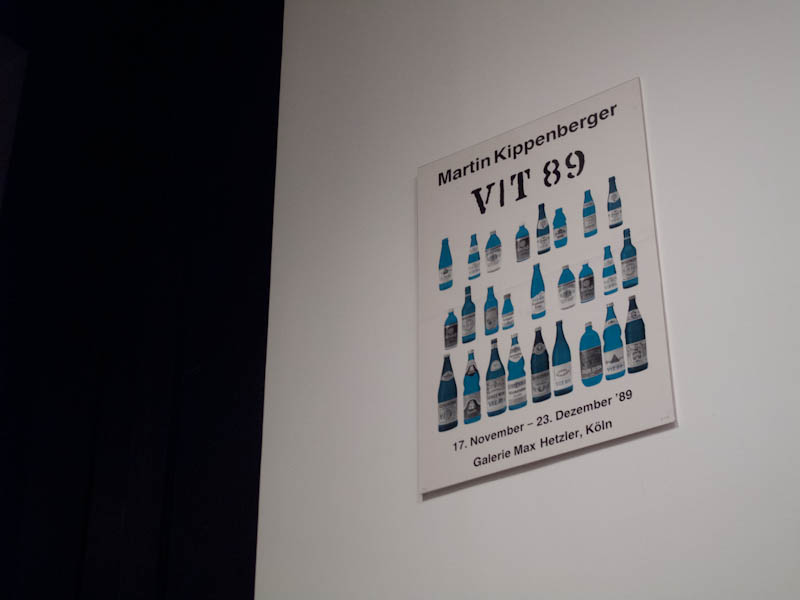 Martin Kippenberger
V|T 89
17. November – 23. Dezember '89
Galerie Max Hetzler, Köln